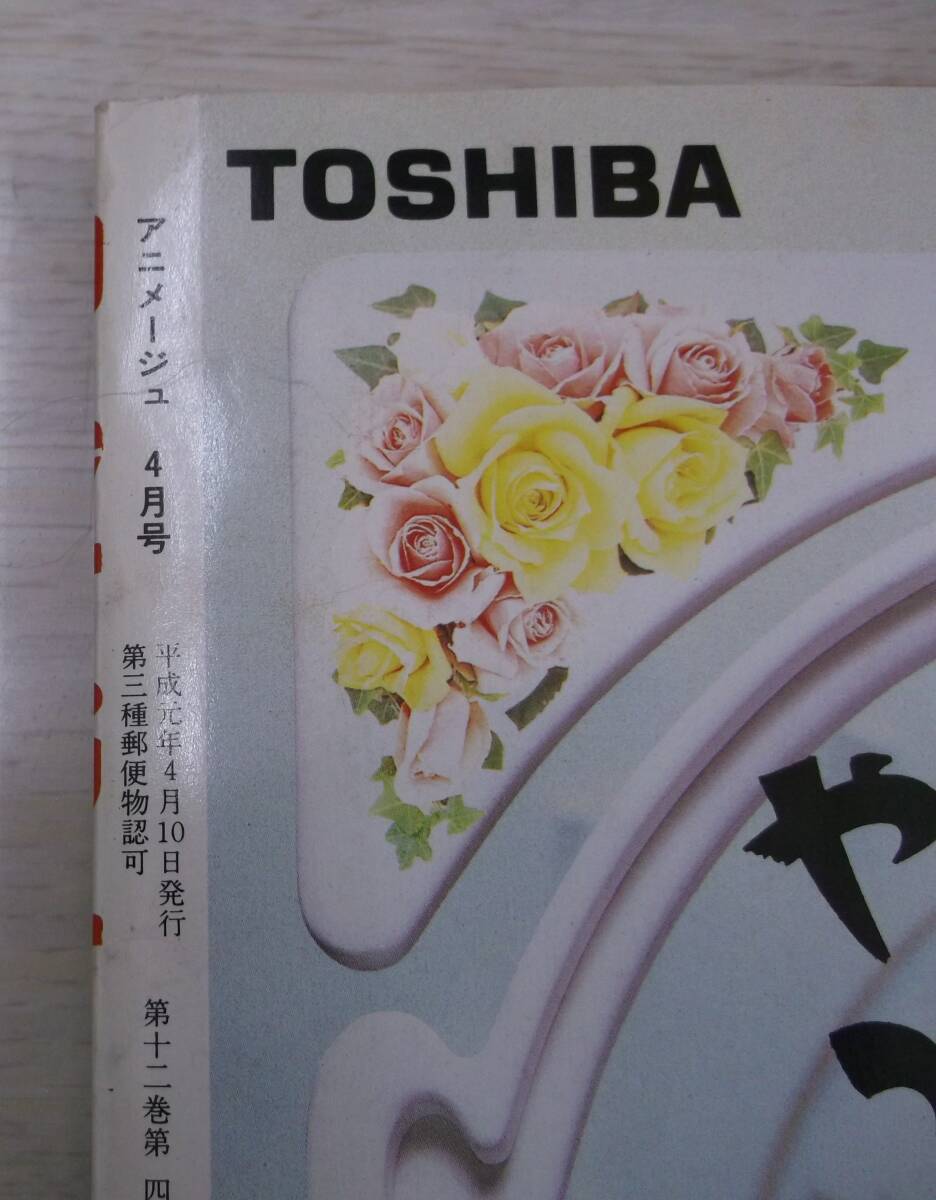 TOSHIBA
アニメージュ 4月号
平成元年4月10日発行
第三種郵便物認可
第十二巻第 四
や